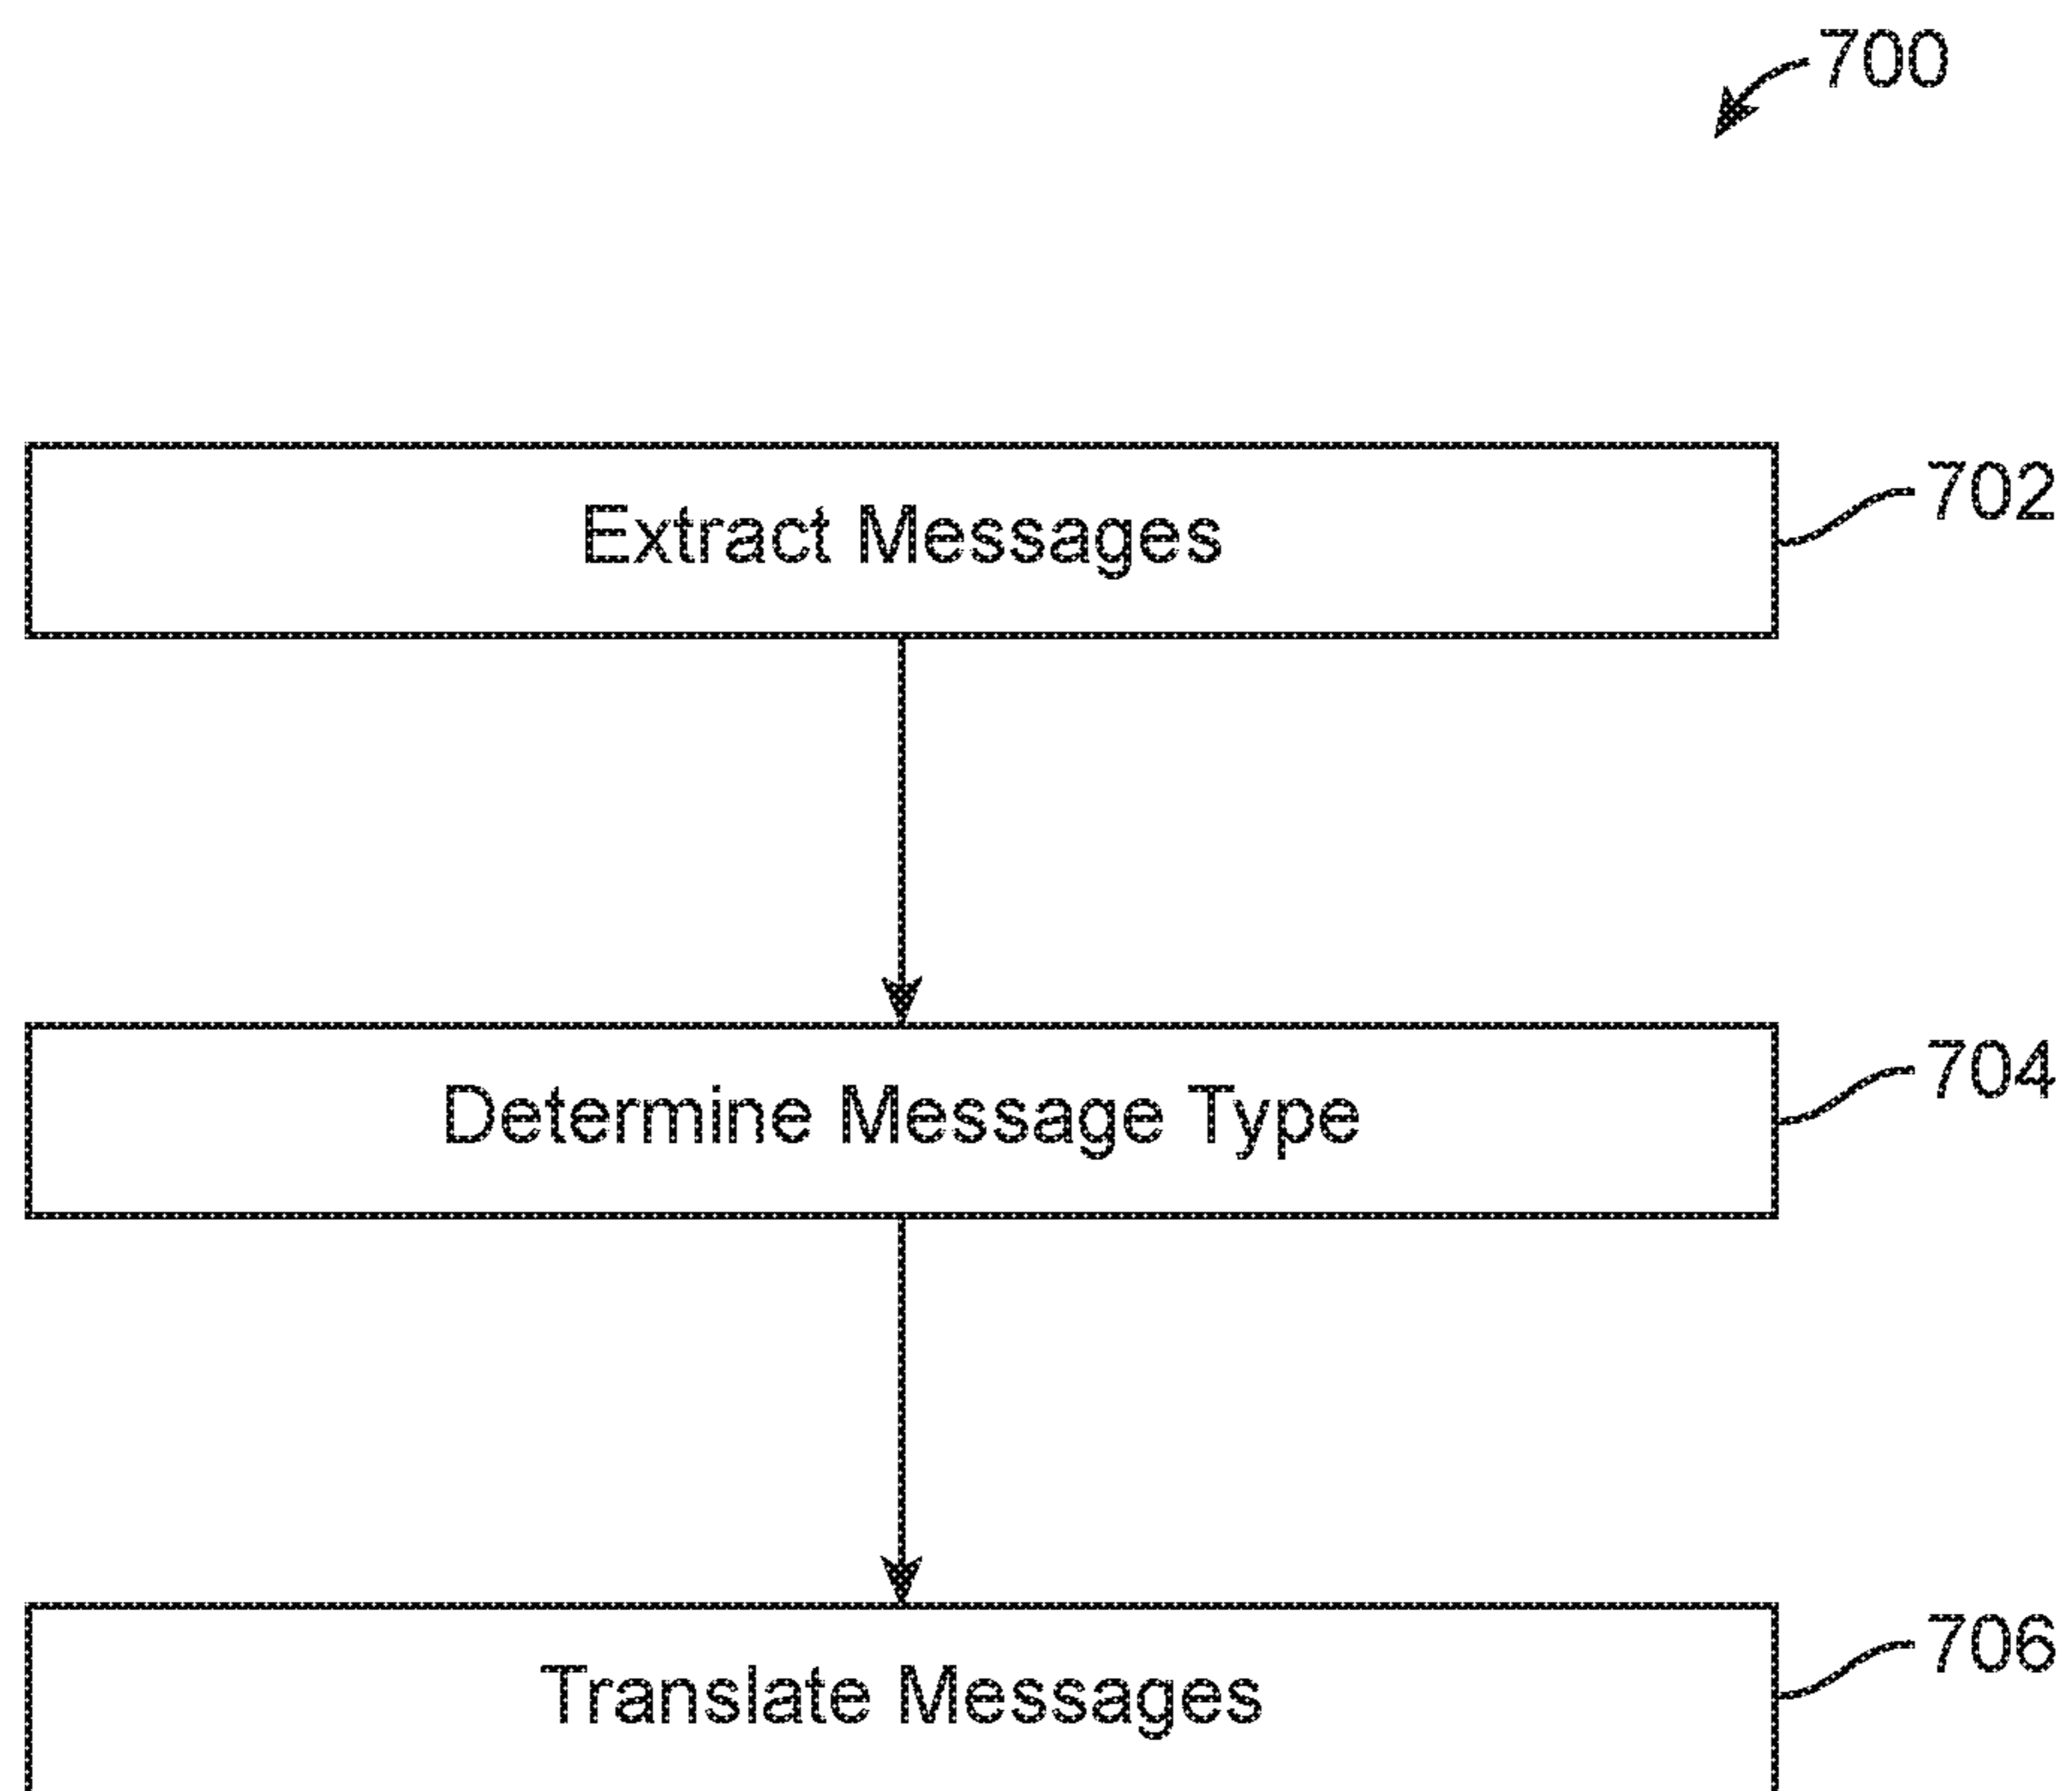 700
Extract Messages
702
Determine Message Type
704
Translate Messages
706